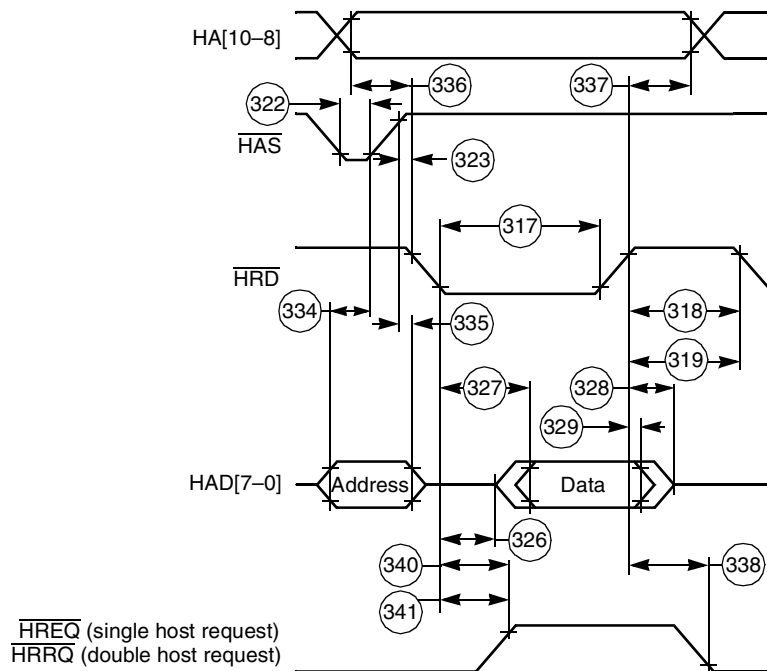 HA[10–8]
336
337
322
HAS
323
317
HRD
334
335
318
319
327
328
329
HAD[7–0]
Address
Data
326
340
338
341
HREQ (single host request)
HRRQ (double host request)